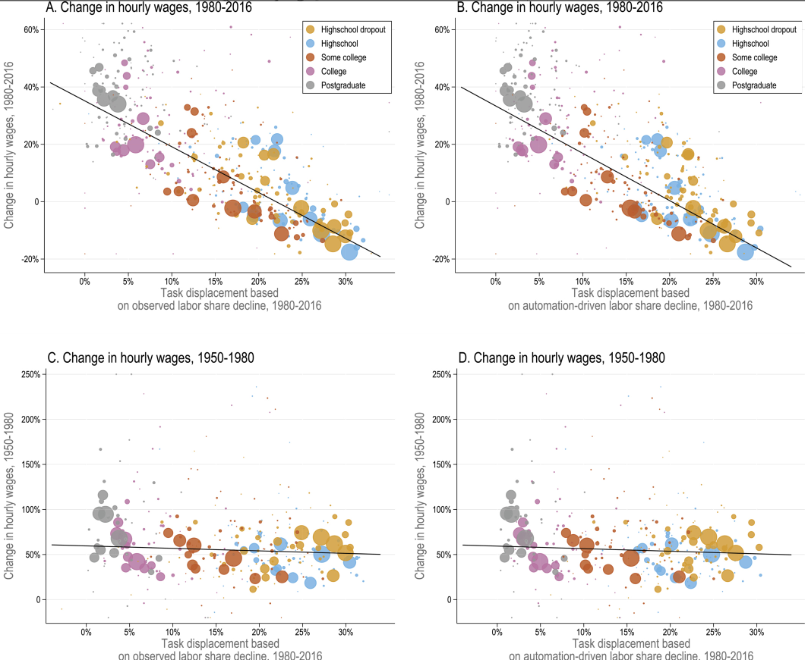 A. Change in hourly wages, 1980-2016
Change in hourly wages, 1980-2016
60%
40%
20%
0
-20%
Highschool dropout
Highschool
Some college
College
Postgraduate
0%
5%
10%
15%
20%
25%
30%
Task displacement based
on observed labor share decline, 1980-2016
B. Change in hourly wages, 1980-2016
Change in hourly wages, 1980-2016
60%
40%
20%
0
-20%
Highschool dropout
Highschool
Some college
College
Postgraduate
0%
5%
10%
15%
20%
25%
30%
Task displacement based
on automation-driven labor share decline, 1980-2016
C. Change in hourly wages, 1950-1980
Change in hourly wages, 1950-1980
250%
200%
150%
100%
50%
0
0%
5%
10%
15%
20%
25%
30%
Task displacement based
on observed labor share decline, 1980-2016
D. Change in hourly wages, 1950-1980
Change in hourly wages, 1950-1980
250%
200%
150%
100%
50%
0
0%
5%
10%
15%
20%
25%
30%
Task displacement based
on automation-driven labor share decline, 1980-2016